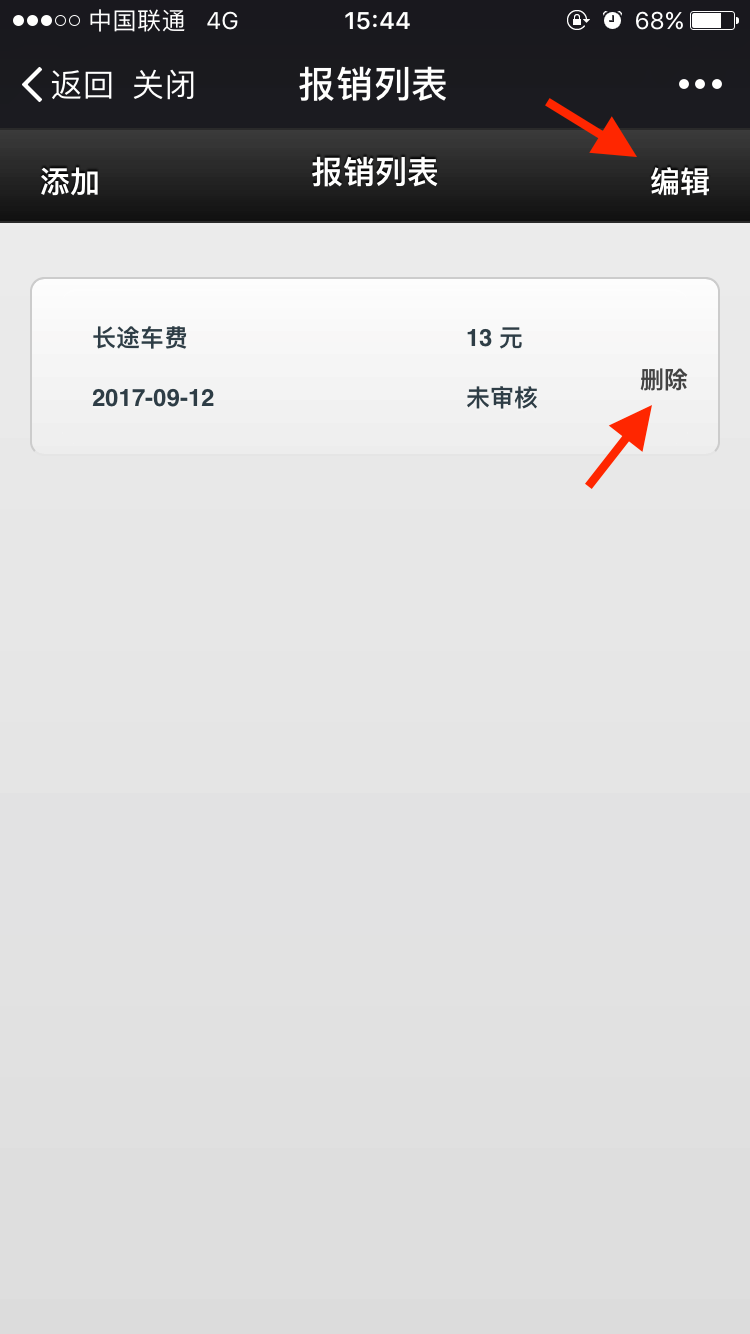 中国联通 4G 15:44 68%
返回 关闭 报销列表
添加 报销列表 编辑
长途车费 13 元
删除
2017-09-12 未审核